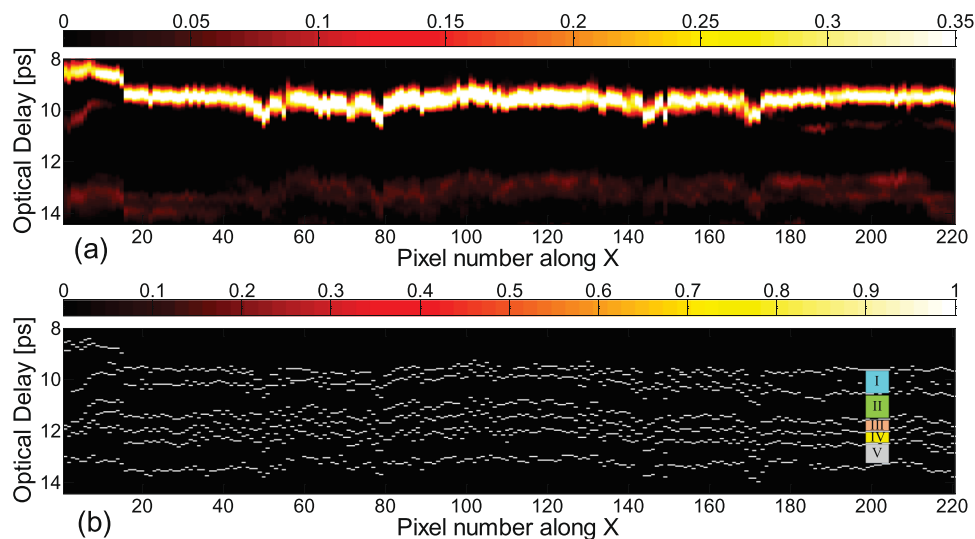 0 0.05 0.1 0.15 0.2 0.25 0.3 0.35
Optical Delay [ps]
8
10
12
14
20 40 60 80 100 120 140 160 180 200 220
(a)
Pixel number along X
0 0.1 0.2 0.3 0.4 0.5 0.6 0.7 0.8 0.9 1
Optical Delay [ps]
8
10
12
14
I
II
III
IV
V
20 40 60 80 100 120 140 160 180 200 220
(b)
Pixel number along X